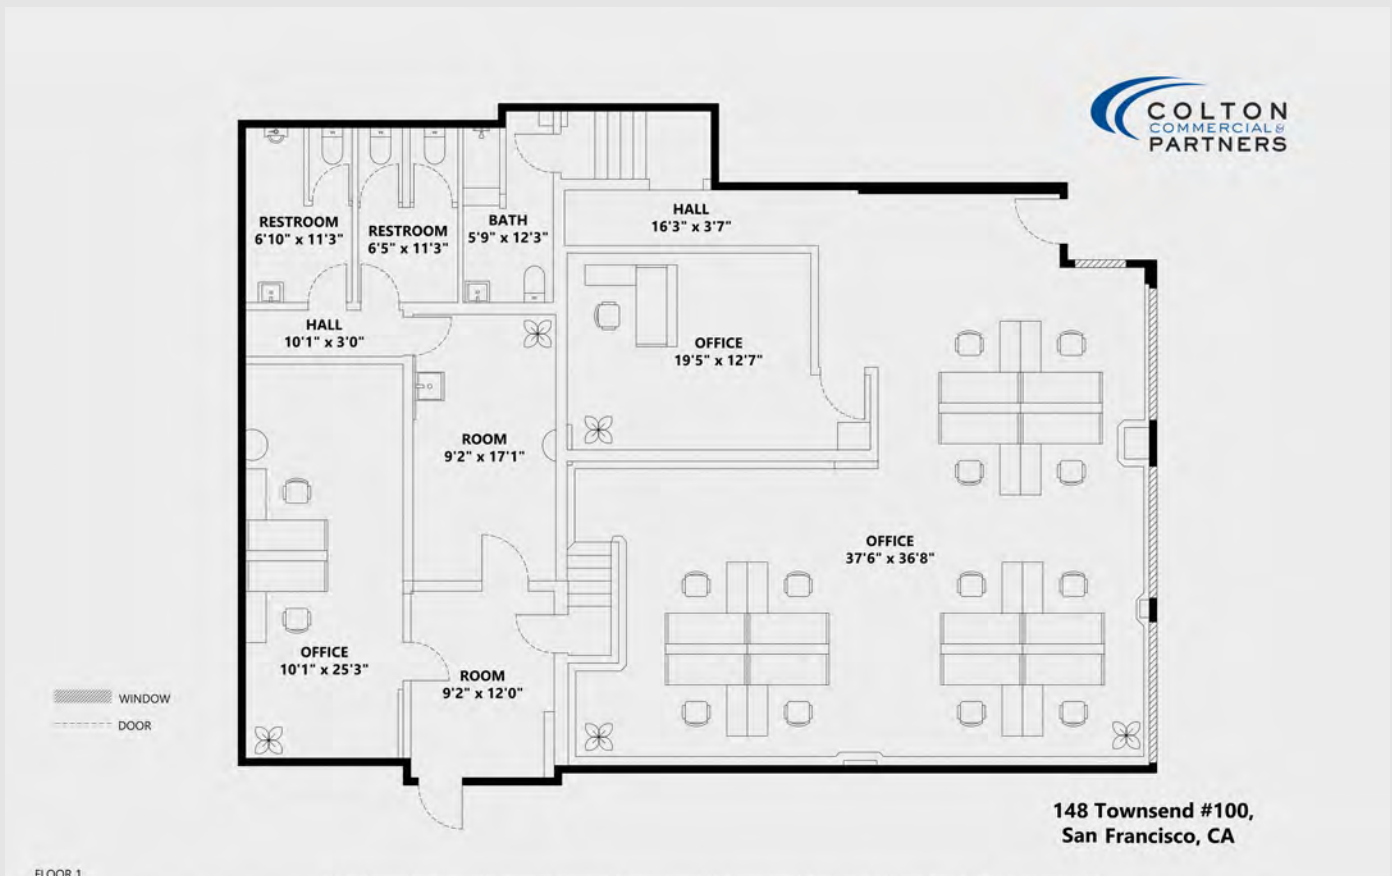 COLTON
COMMERCIAL &
PARTNERS
HALL
16'3" x 3'7"
RESTROOM
6'10" x 11'3"
RESTROOM
6'5" x 11'3"
BATH
5'9" x 12'3"
HALL
10'1" x 3'0"
OFFICE
19'5" x 12'7"
ROOM
9'2" x 17'1"
OFFICE
37'6" x 36'8"
OFFICE
10'1" x 25'3"
ROOM
9'2" x 12'0"
WINDOW
DOOR
148 Townsend #100,
San Francisco, CA
FLOOR 1